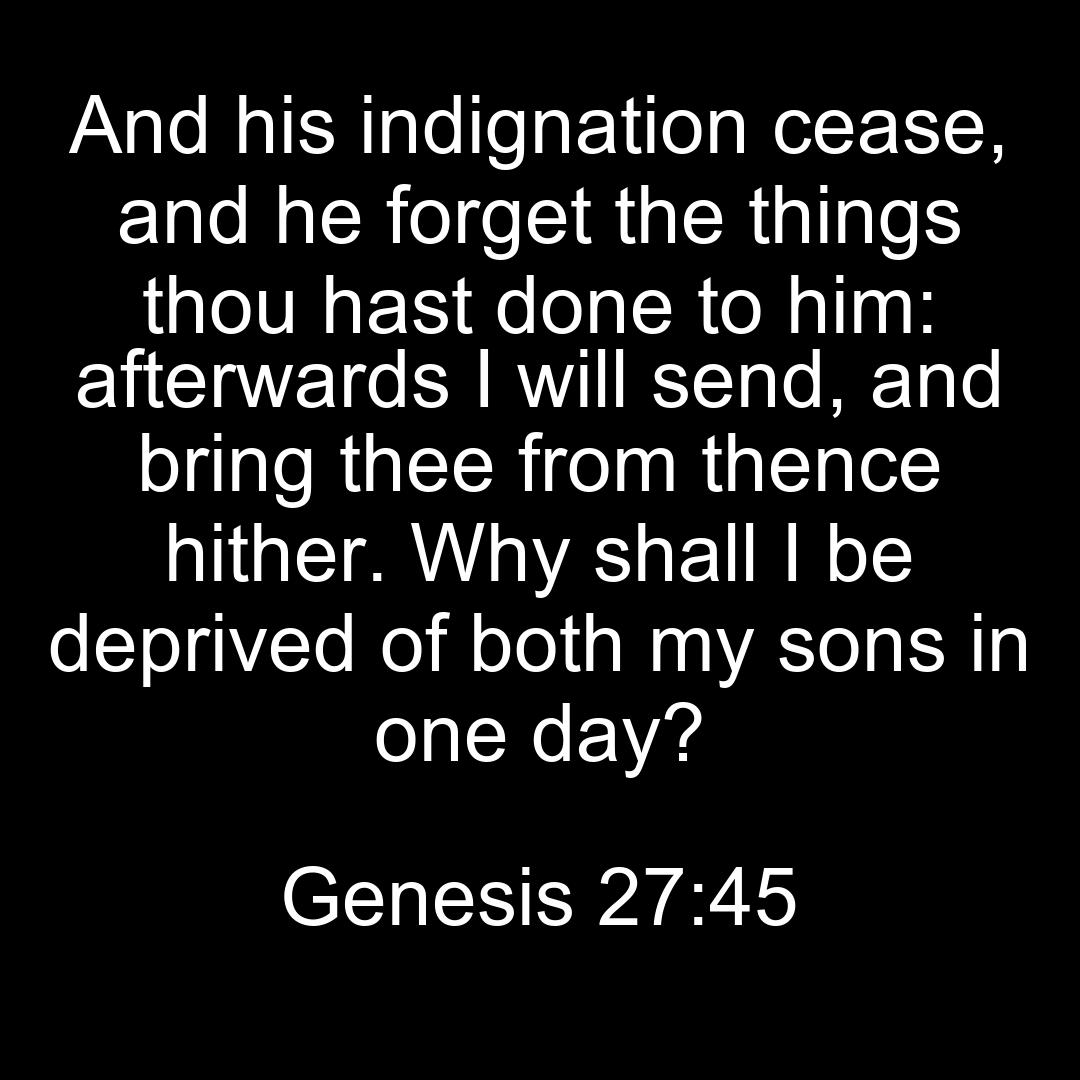 And his indignation cease,
and he forget the things
thou hast done to him:
afterwards I will send, and
bring thee from thence
hither. Why shall I be
deprived of both my sons in
one day?
Genesis 27:45